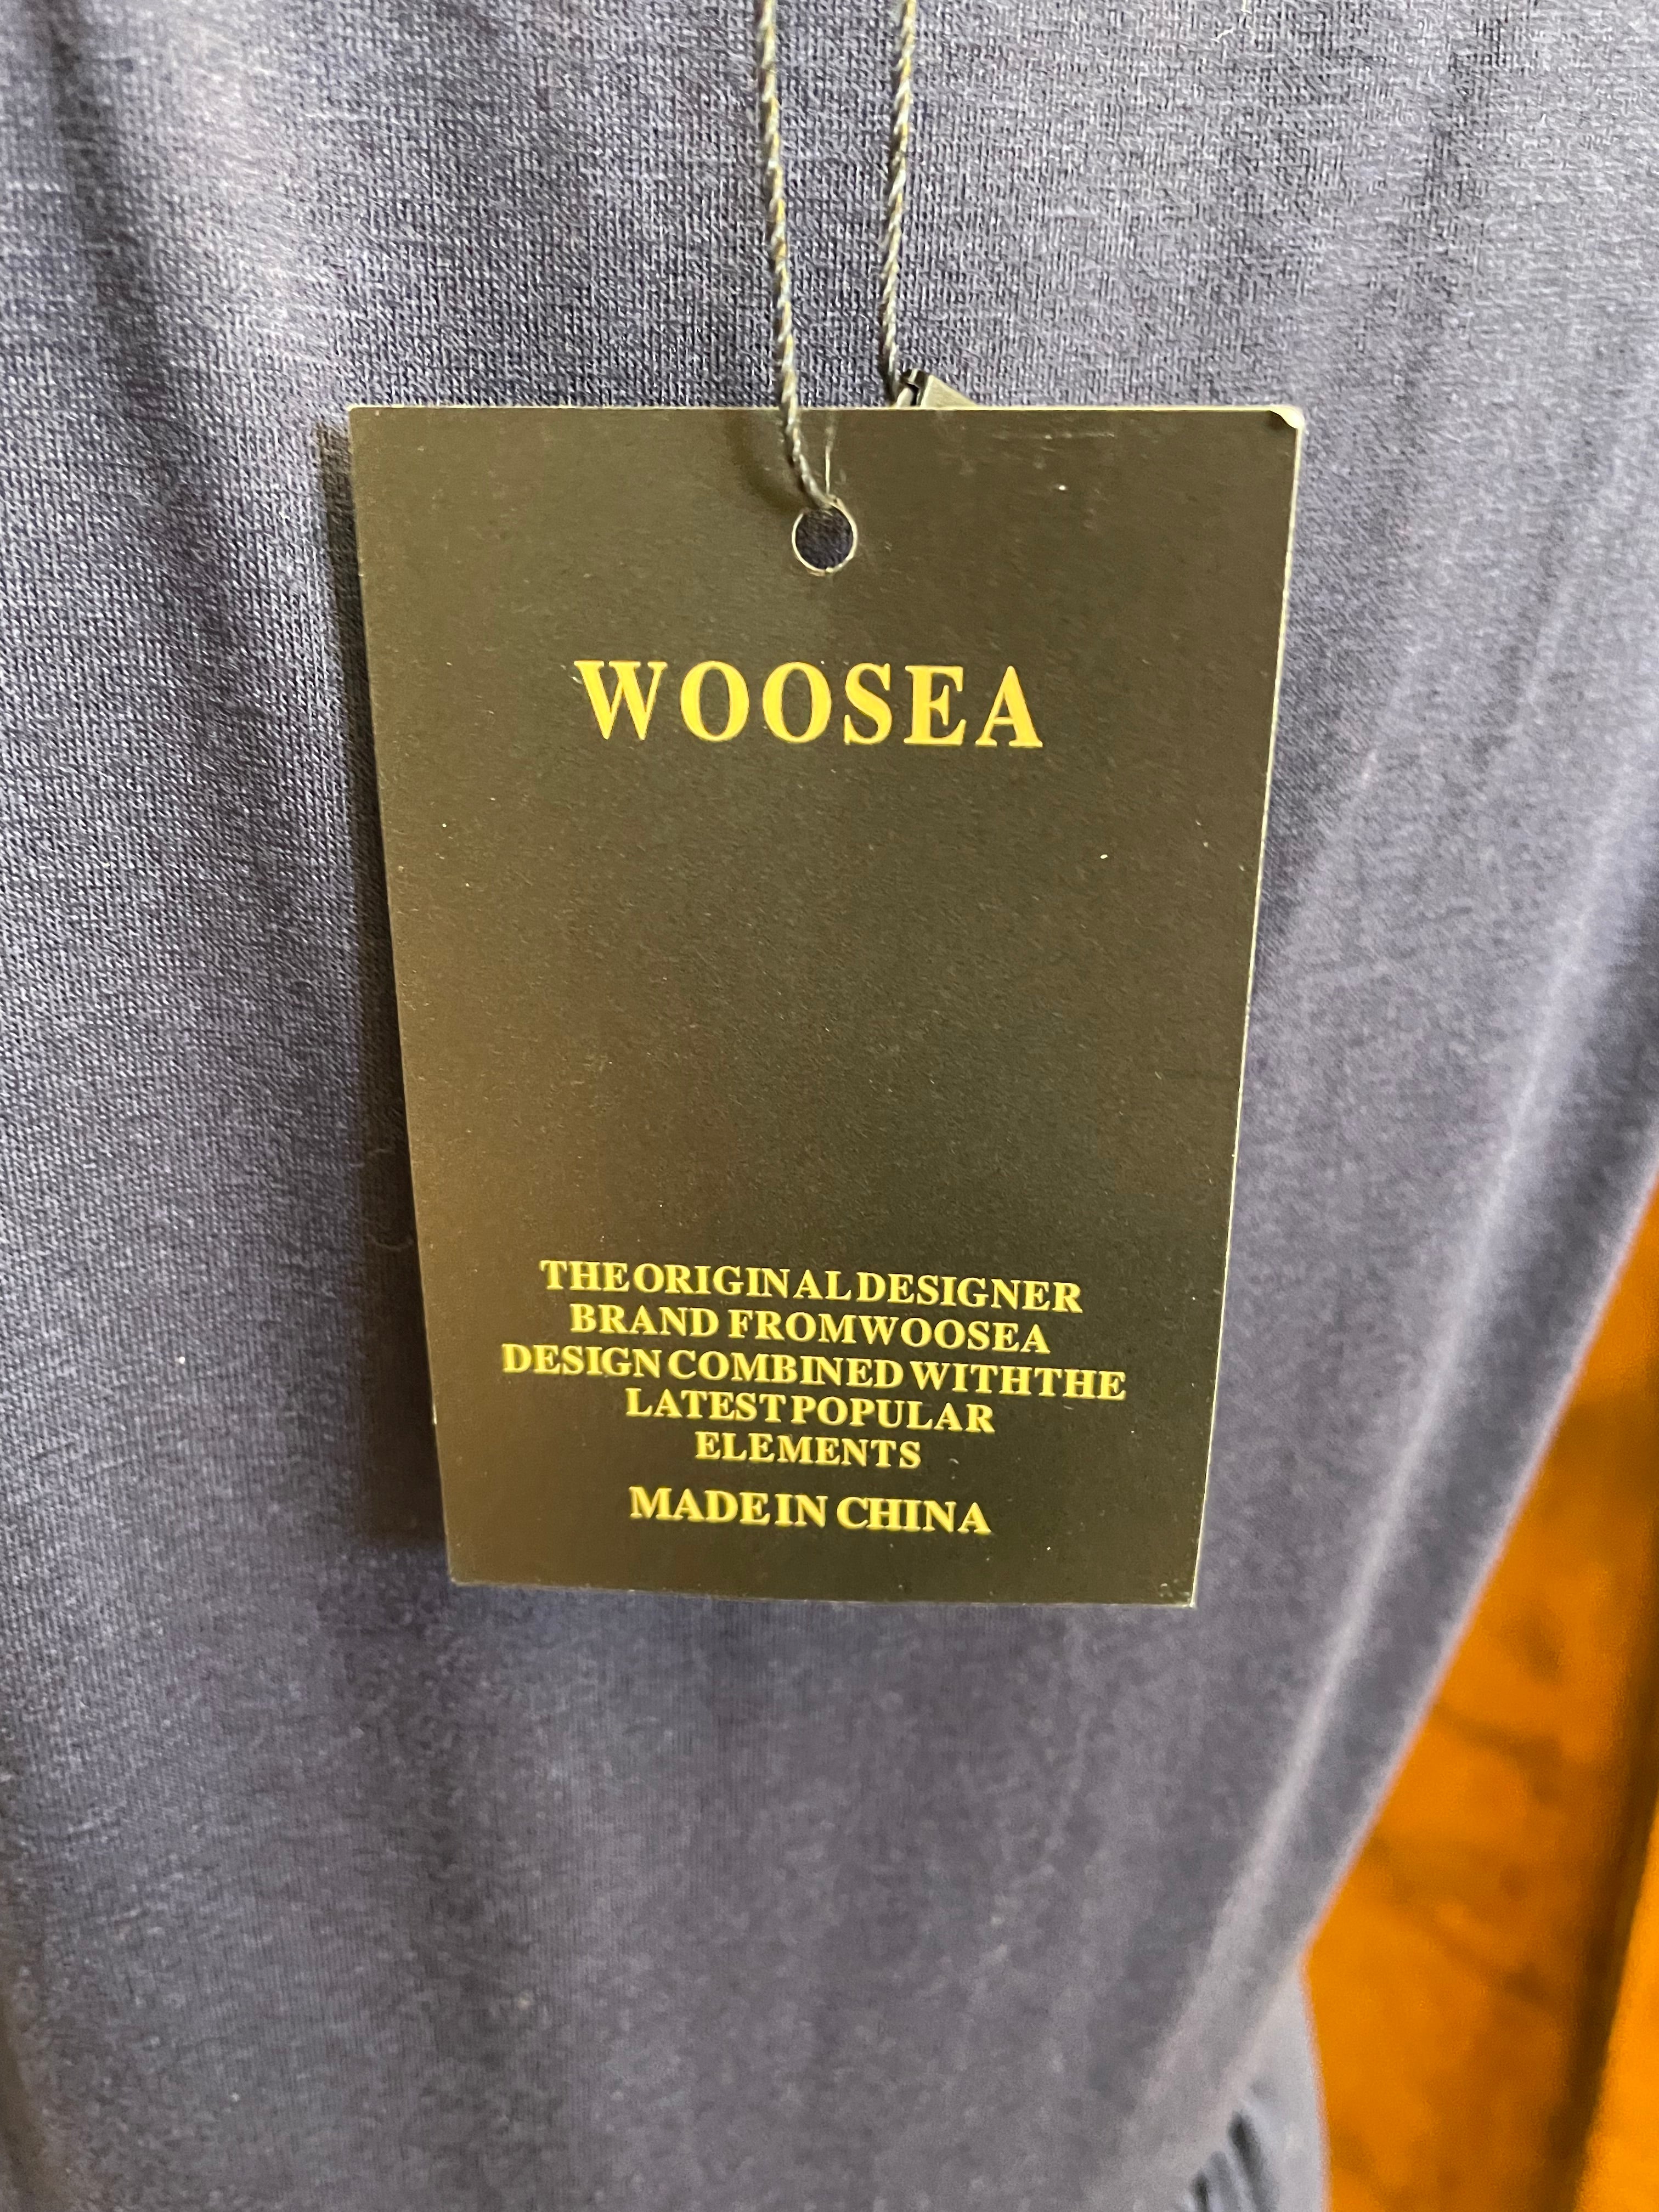 WOOSEA
THE ORIGINAL DESIGNER
BRAND FROMWOOSEA
DESIGN COMBINED WITHTHE
LATEST POPULAR
ELEMENTS
MADE IN CHINA